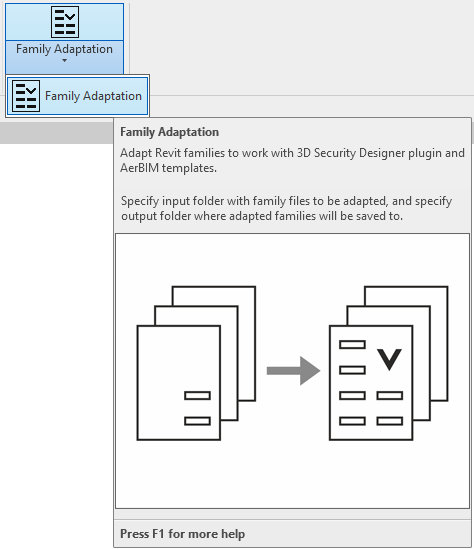 Family Adaptation
Family Adaptation
Family Adaptation
Adapt Revit families to work with 3D Security Designer plugin and
AerBIM templates.
Specify input folder with family files to be adapted, and specify
output folder where adapted families will be saved to.
Press F1 for more help